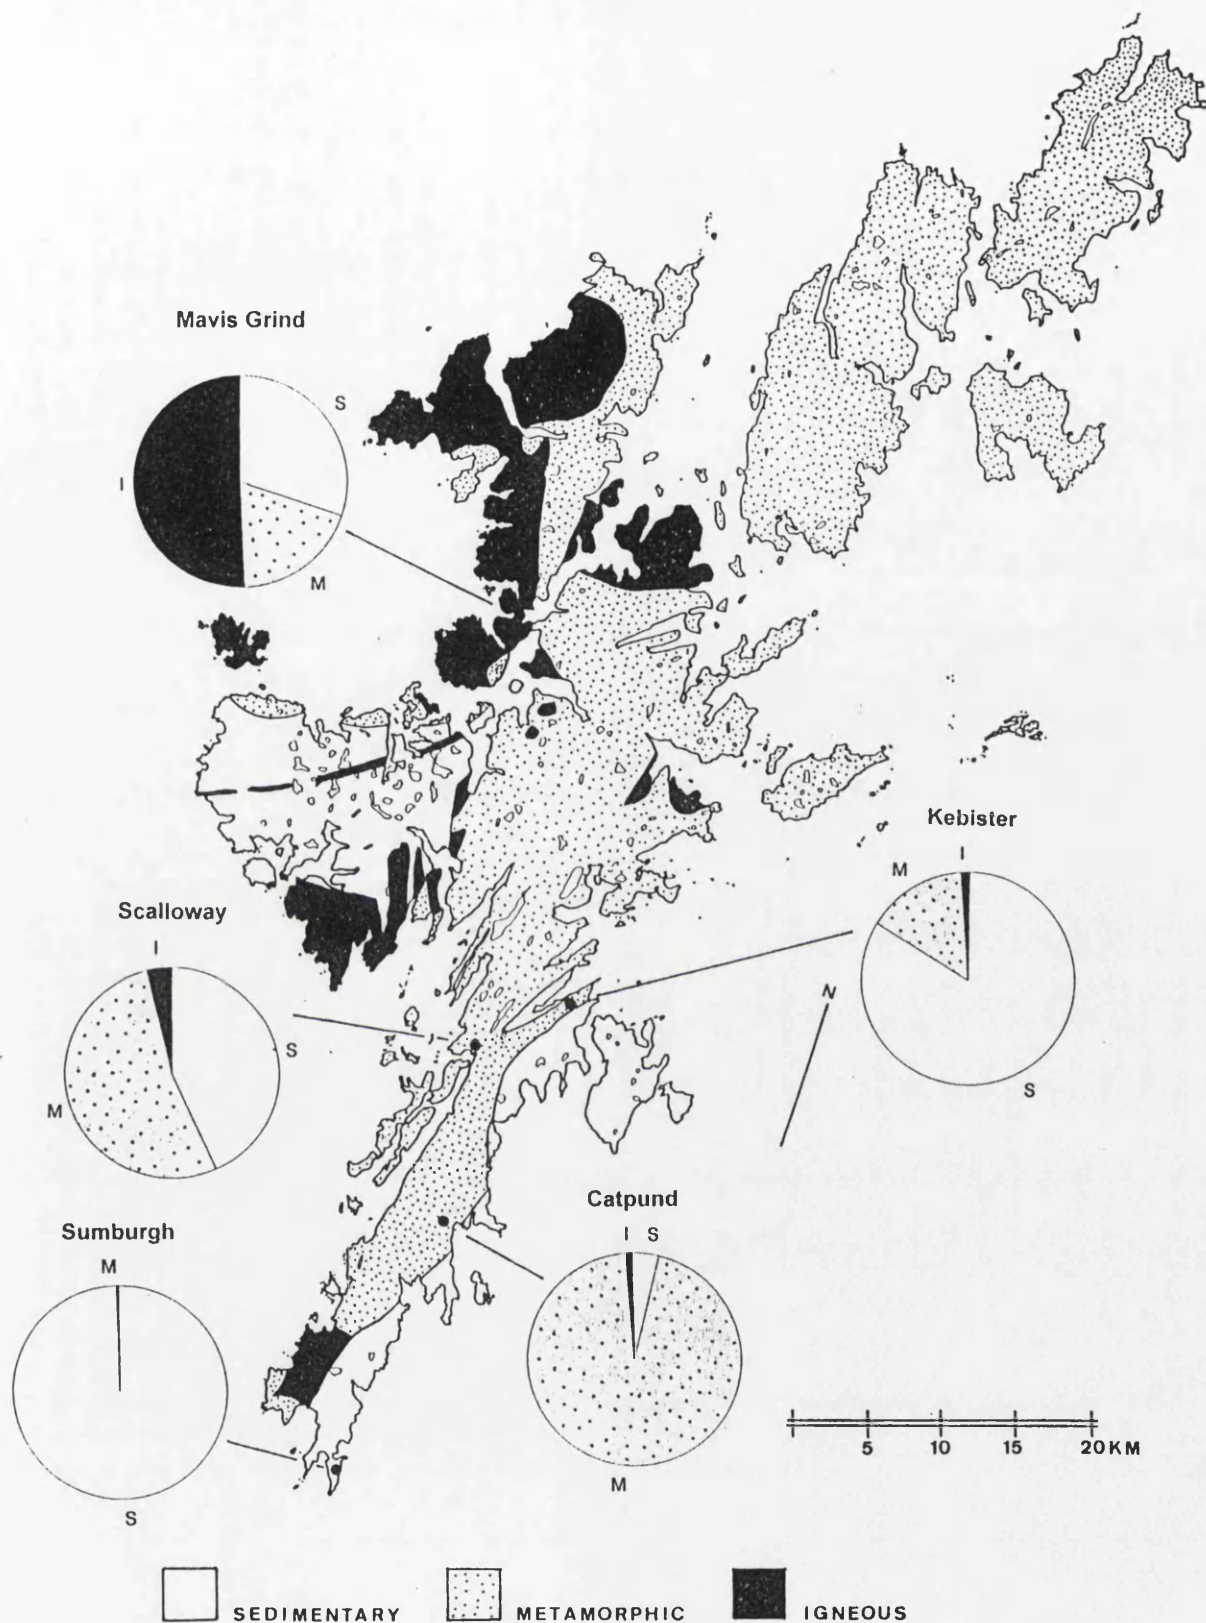 Mavis Grind
S
I
M
Kebister
I
M
S
Scalloway
I
S
M
N
Catpund
I S
M
Sumburgh
M
S
5 10 15 20KM
SEDIMENTARY METAMORPHIC IGNEOUS